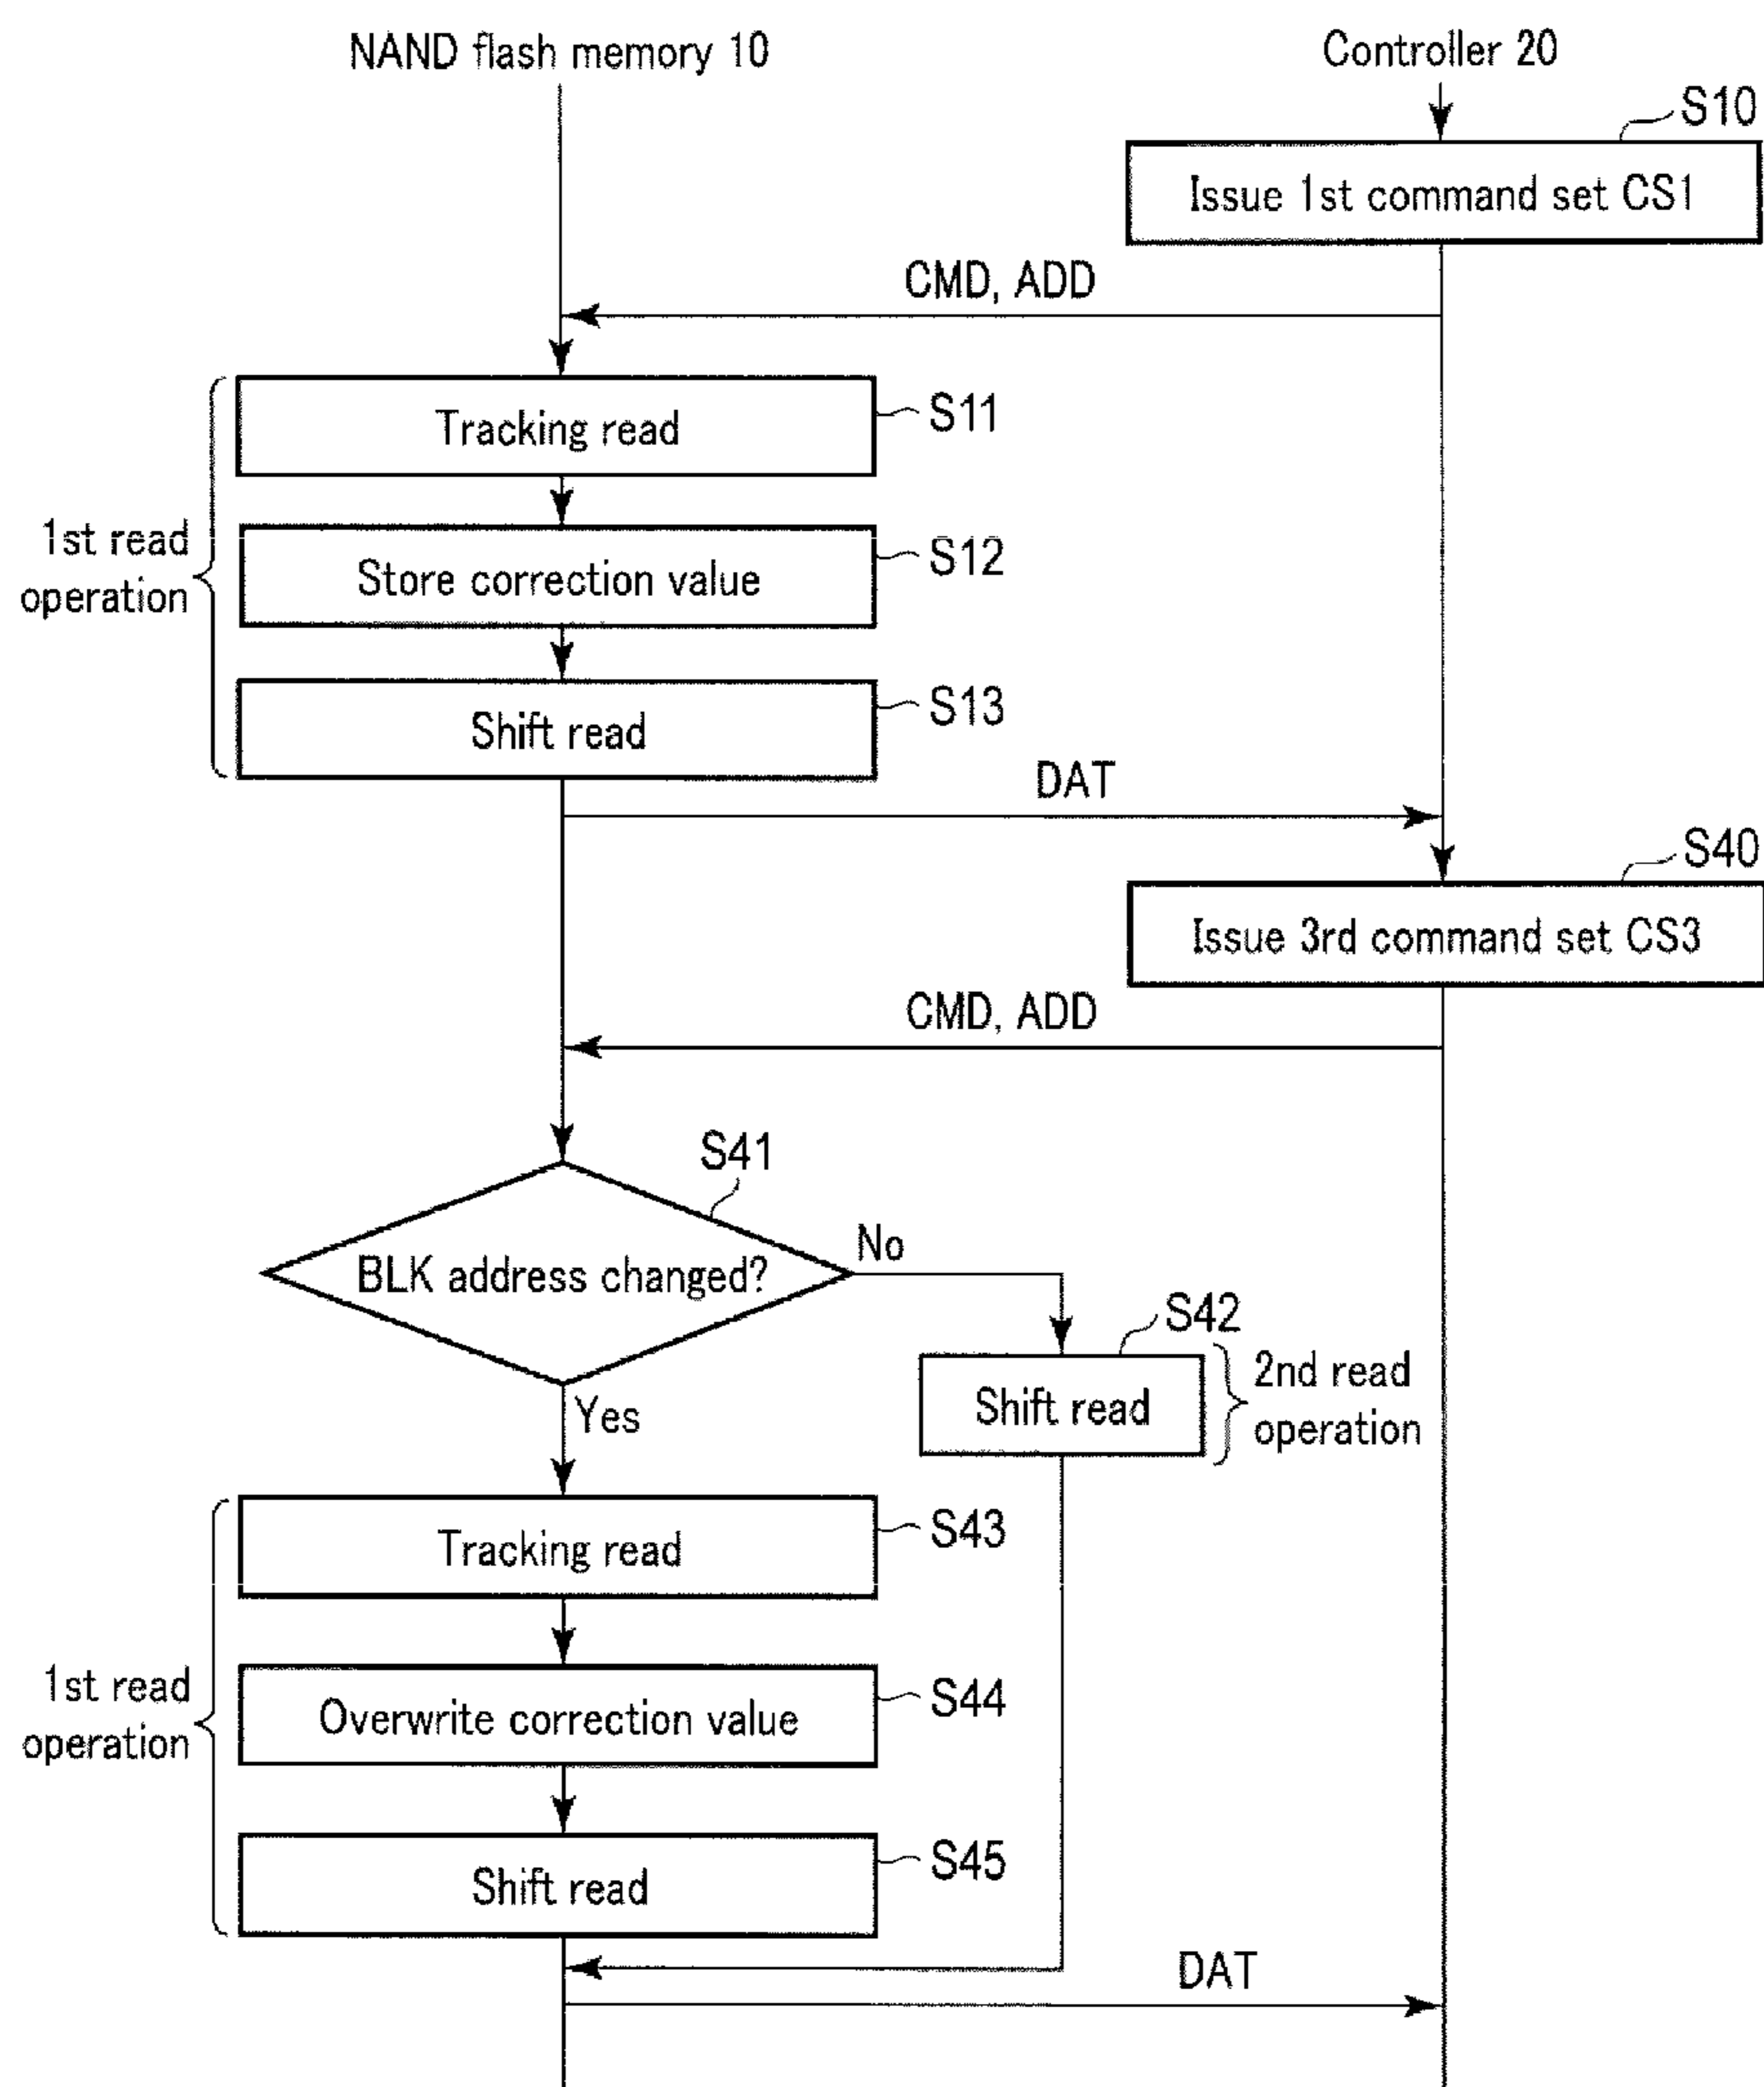 NAND flash memory 10
Controller 20
S10
Issue 1st command set CS1
CMD, ADD
Tracking read
S11
1st read
operation
Store correction value
S12
Shift read
S13
DAT
S40
Issue 3rd command set CS3
CMD, ADD
S41
BLK address changed?
No
S42
Shift read
2nd read
operation
Yes
Tracking read
S43
1st read
operation
Overwrite correction value
S44
Shift read
S45
DAT